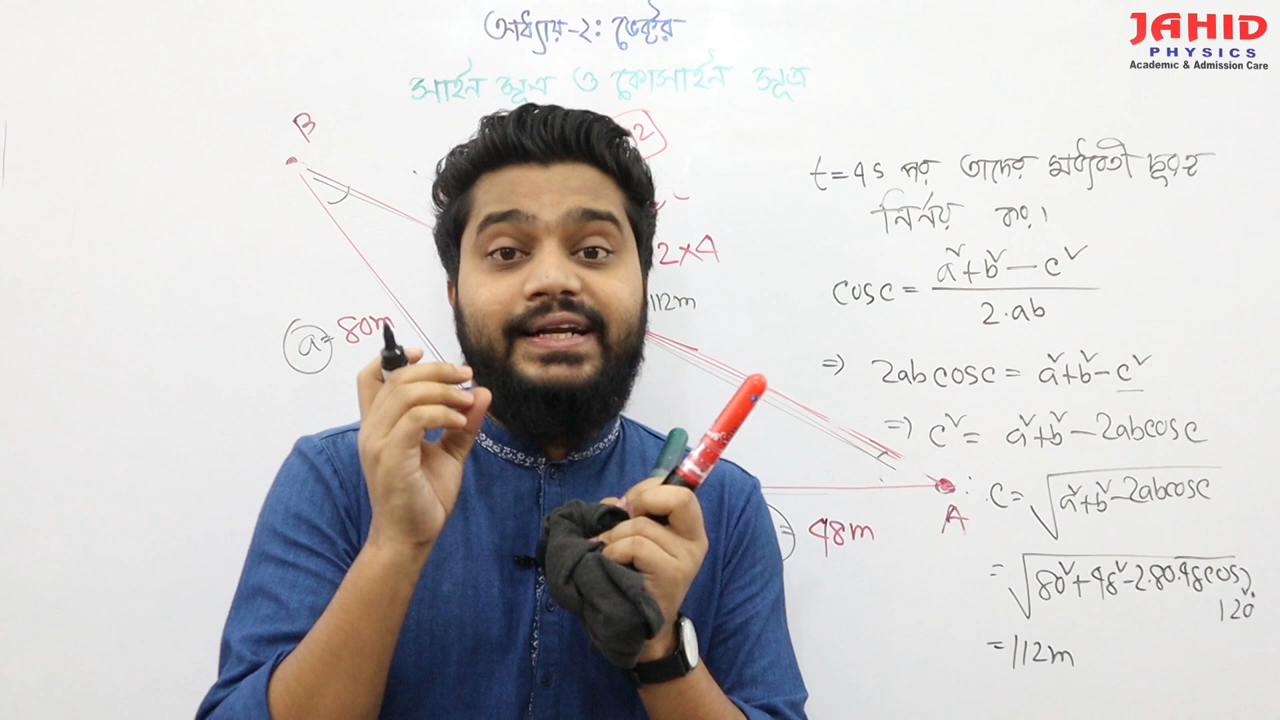 JAHID
PHYSICS
Academic & Admission Care
অধ্যায়-২: ভেক্টর
সাইন সূত্র ও কোসাইন সূত্র
B
2
2×4
112m
a= 80m
48m
A
t=4s পর তাদের মধ্যবর্তী দূরত্ব
নির্ণয় কর।
cosc = a²+b²-c² / 2.ab
=> 2abcosc = a²+b²-c²
=> c² = a²+b²-2abcosc
∴ c= √a²+b²-2abcosc
= √80²+48²-2.80.48cos120°
=112m